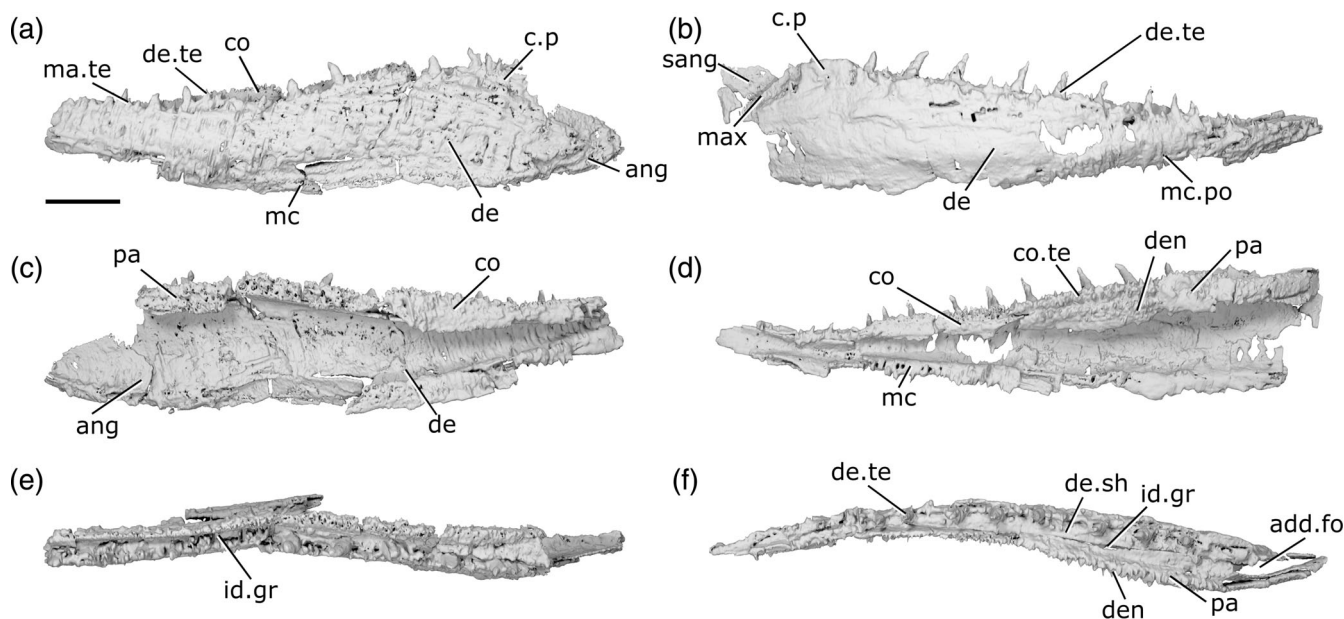 (a)
ma.te
de.te
co
c.p
mc
de
ang
(b)
c.p
sang
max
de.te
de
mc.po
(c)
pa
co
ang
de
(d)
co
co.te
den
pa
mc
(e)
id.gr
(f)
de.te
de.sh
id.gr
add.fo
den
pa